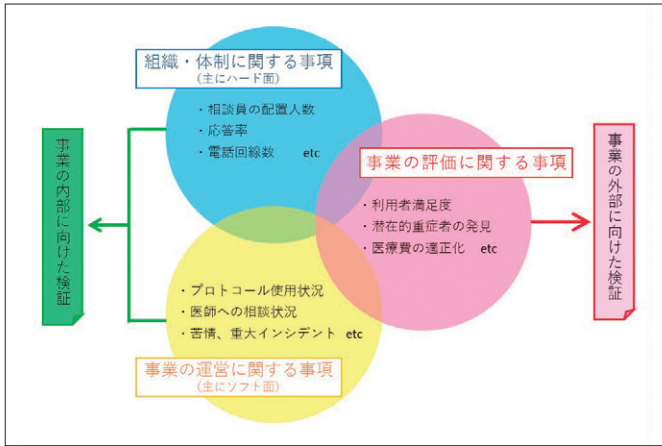 組織・体制に関する事項
(主にハード面)
・相談員の配置人数
・応答率
・電話回線数 etc
事業の内部に向けた検証
事業の評価に関する事項
・利用者満足度
・潜在的重症者の発見
・医療費の適正化 etc
事業の外部に向けた検証
・プロトコール使用状況
・医師への相談状況
・苦情、重大インシデント etc
事業の運営に関する事項
(主にソフト面)